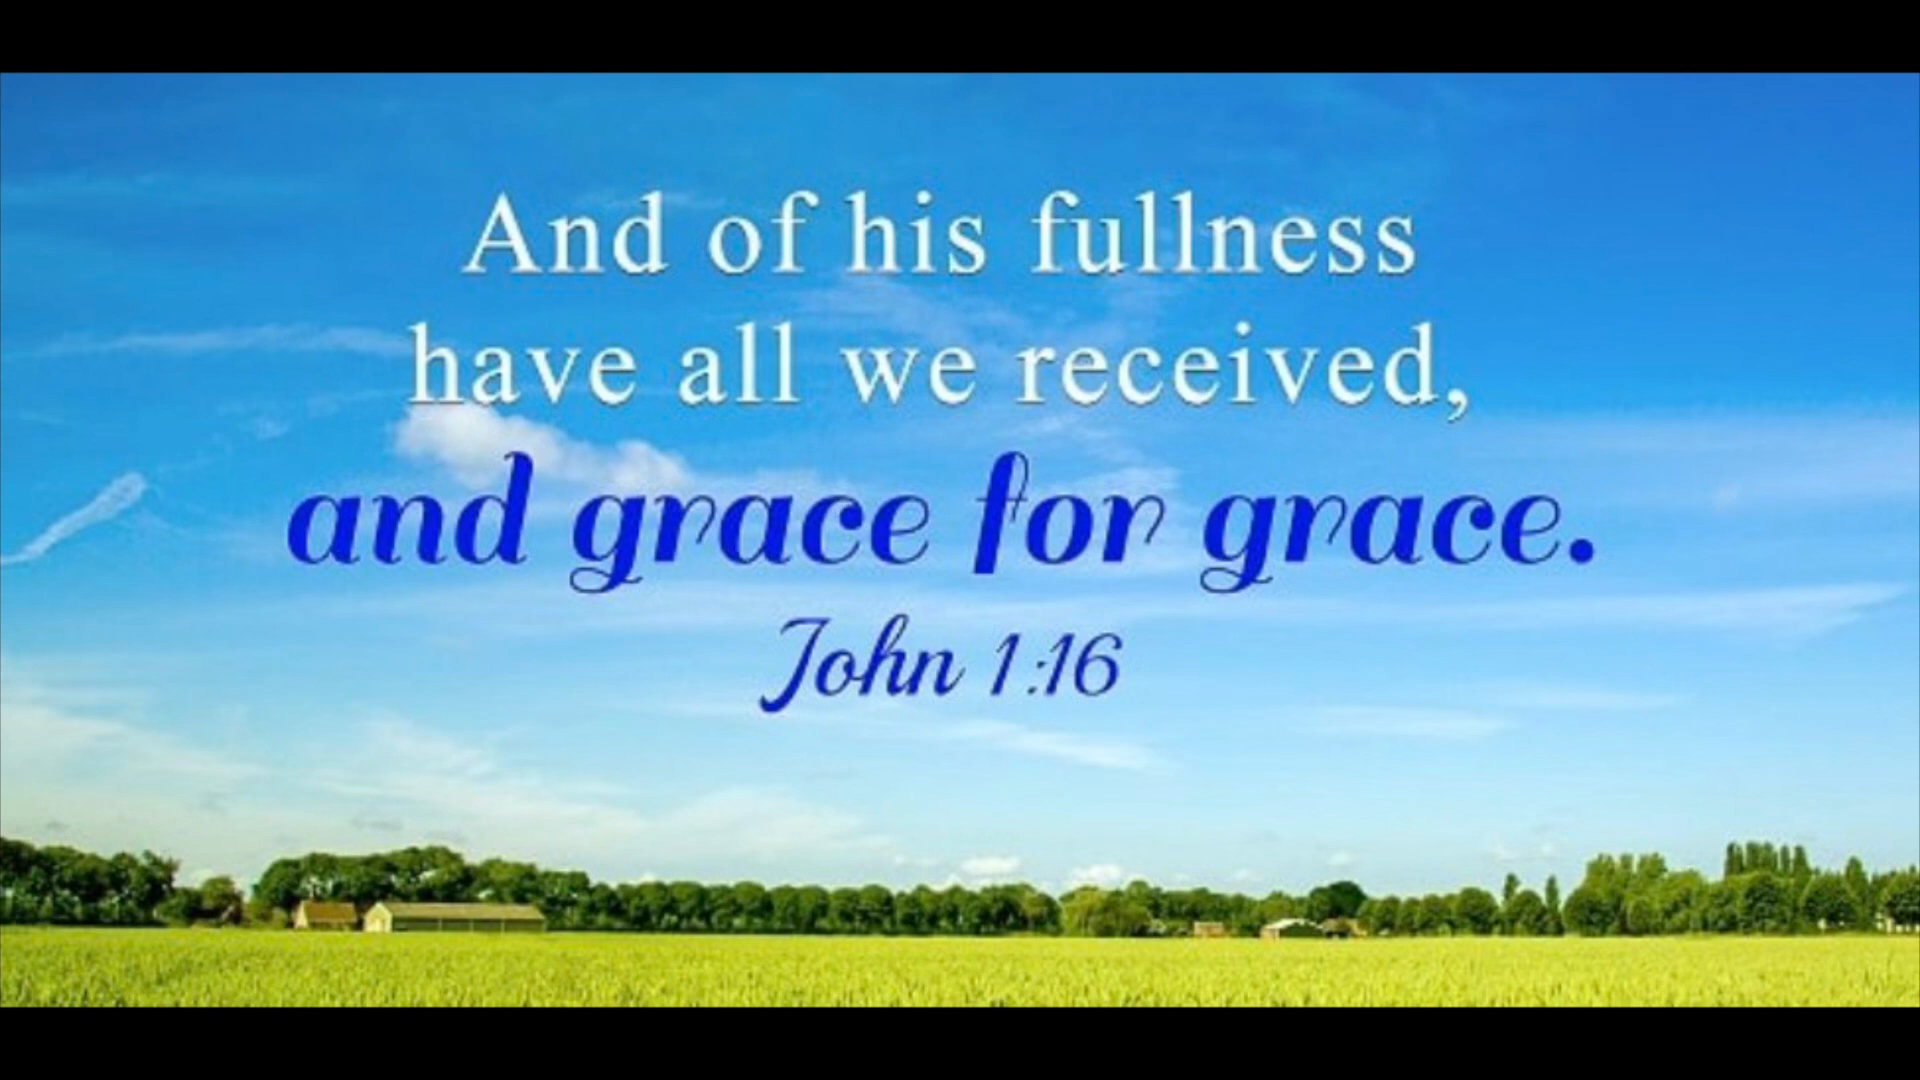 And of his fullness
have all we received,
and grace for grace.
John 1:16